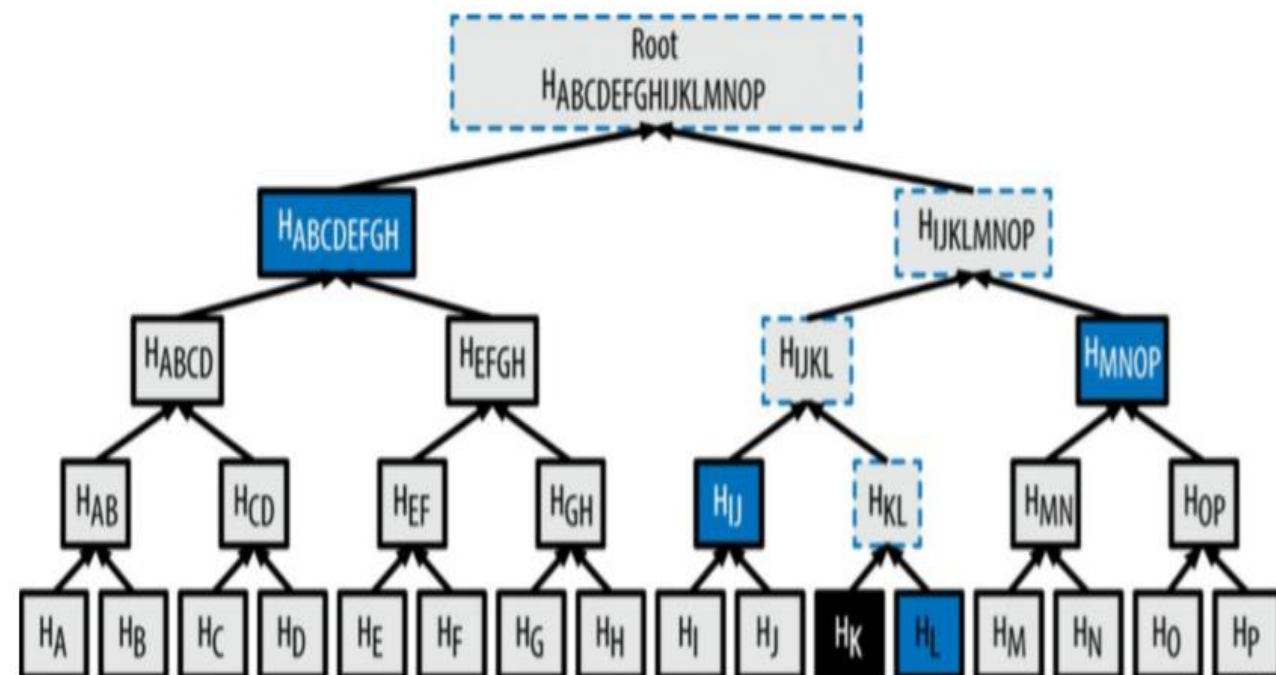 Root
HABCDEFGHIJKLMNOP
HABCDEFGH HIJKLMNOP
HABCD HEFGH HIJKL HMNOP
HAB HCD HEF HGH HIJ HKL HMN HOP
HA HB HC HD HE HF HG HH HI HJ HK HL HM HN HO HP